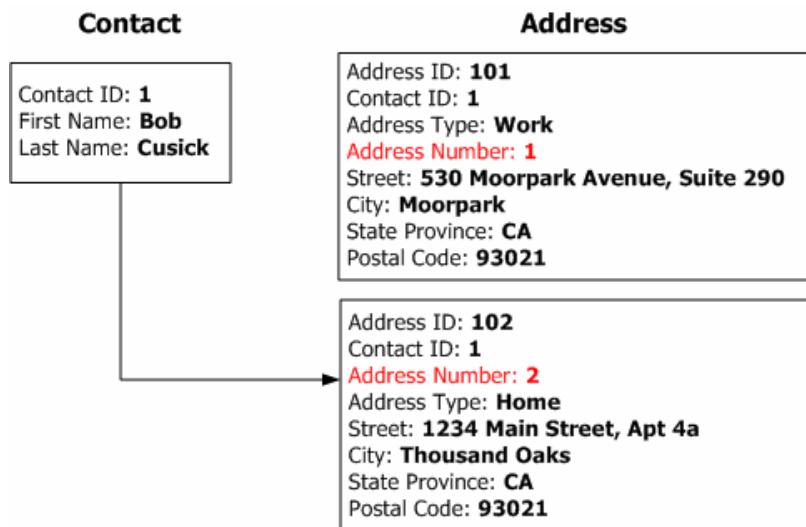 Contact
Address
Contact ID: 1
First Name: Bob
Last Name: Cusick
Address ID: 101
Contact ID: 1
Address Type: Work
Address Number: 1
Street: 530 Moorpark Avenue, Suite 290
City: Moorpark
State Province: CA
Postal Code: 93021
Address ID: 102
Contact ID: 1
Address Number: 2
Address Type: Home
Street: 1234 Main Street, Apt 4a
City: Thousand Oaks
State Province: CA
Postal Code: 93021